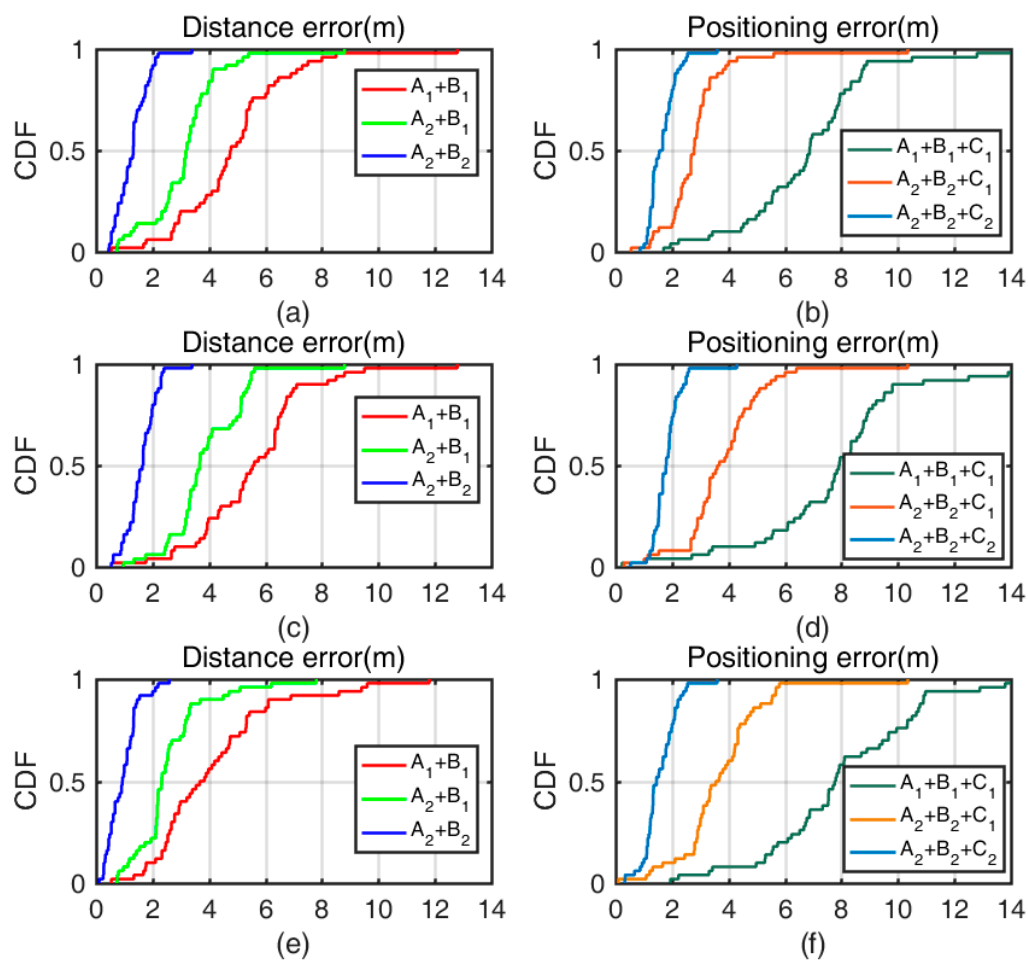 Distance error(m)
CDF
1
0.5
0
A1+B1
A2+B1
A2+B2
0 2 4 6 8 10 12 14
(a)
Positioning error(m)
CDF
1
0.5
0
A1+B1+C1
A2+B2+C1
A2+B2+C2
0 2 4 6 8 10 12 14
(b)
Distance error(m)
CDF
1
0.5
0
A1+B1
A2+B1
A2+B2
0 2 4 6 8 10 12 14
(c)
Positioning error(m)
CDF
1
0.5
0
A1+B1+C1
A2+B2+C1
A2+B2+C2
0 2 4 6 8 10 12 14
(d)
Distance error(m)
CDF
1
0.5
0
A1+B1
A2+B1
A2+B2
0 2 4 6 8 10 12 14
(e)
Positioning error(m)
CDF
1
0.5
0
A1+B1+C1
A2+B2+C1
A2+B2+C2
0 2 4 6 8 10 12 14
(f)